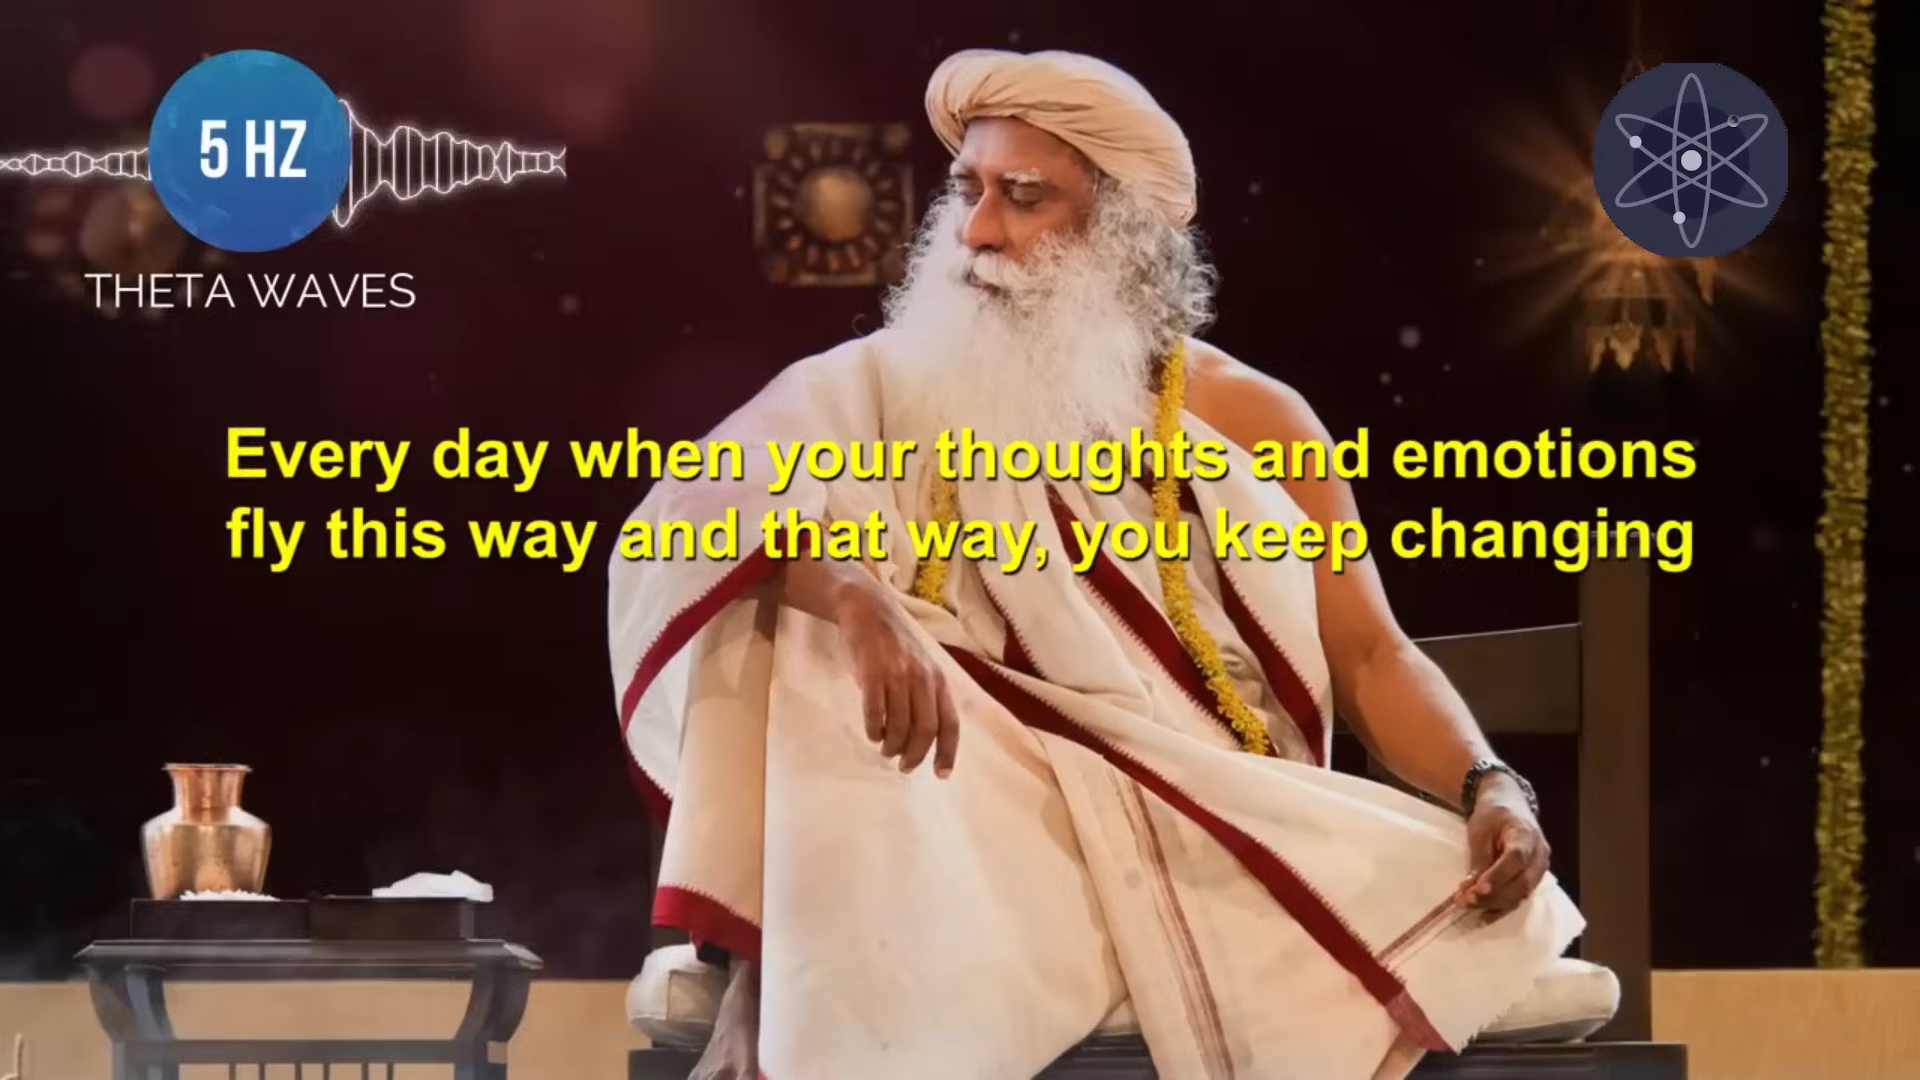 5 HZ
THETA WAVES
Every day when your thoughts and emotions
fly this way and that way, you keep changing